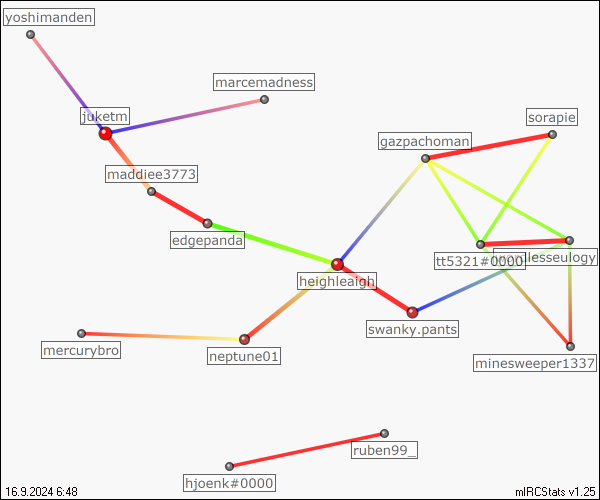 yoshimanden
marcemadness
juketm
sorapie
gazpachoman
maddiee3773
edgepanda
tt5321#0000
lesseulogy
heighleaigh
swanky.pants
mercurybro
neptune01
minesweeper1337
ruben99_
hjoenk#0000
16.9.2024 6:48
mIRCStats v1.25